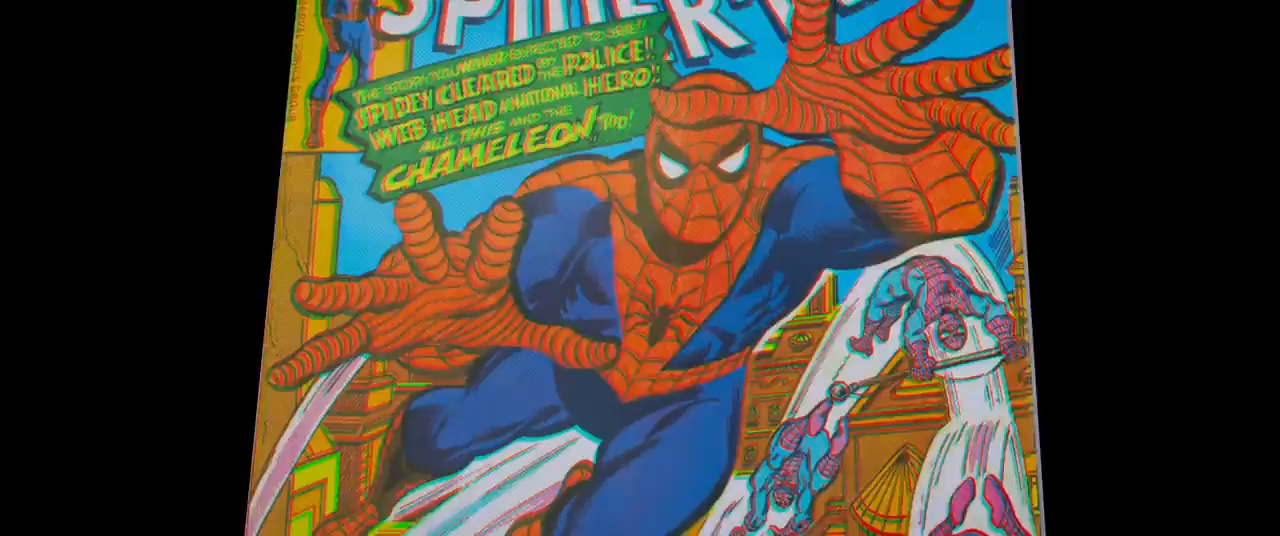 SPIDER-M
THE STORY YOU NEVER EXPECTED TO SEE!!
SPIDEY CLEARED BY THE POLICE!!
WEB HEAD A NATIONAL HERO!!
ALL THIS AND THE
CHAMELEON, TOO!